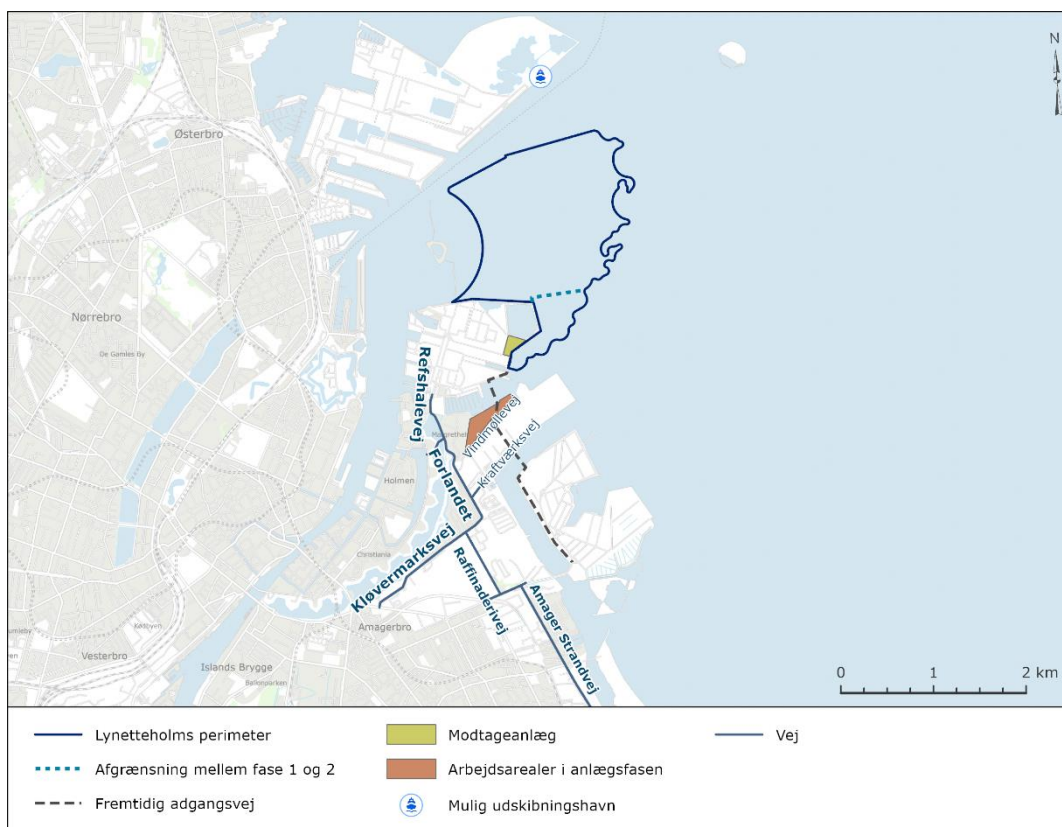 N
Østerbro
Nørrebro
De Gamles By
Refshalevej
Vindmøllevej
Kraftværksvej
Forlandet
Holmen
Christiania
Kløvermarksvej
Raffinaderivej
Amager Strandvej
Amagerbro
Vesterbro
Islands Brygge
0 1 2 km
Lynetteholms perimeter
Afgrænsning mellem fase 1 og 2
Fremtidig adgangsvej
Modtageanlæg
Arbejdsarealer i anlægsfasen
Mulig udskibningshavn
Vej